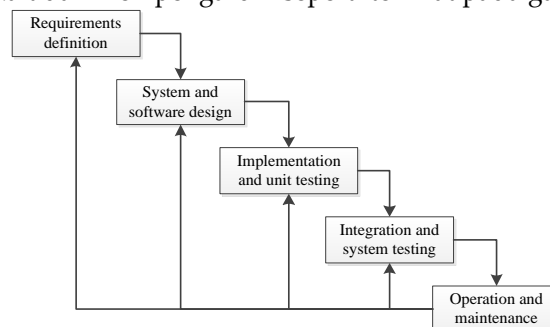 Requirements
definition
System and
software design
Implementation
and unit testing
Integration and
system testing
Operation and
maintenance